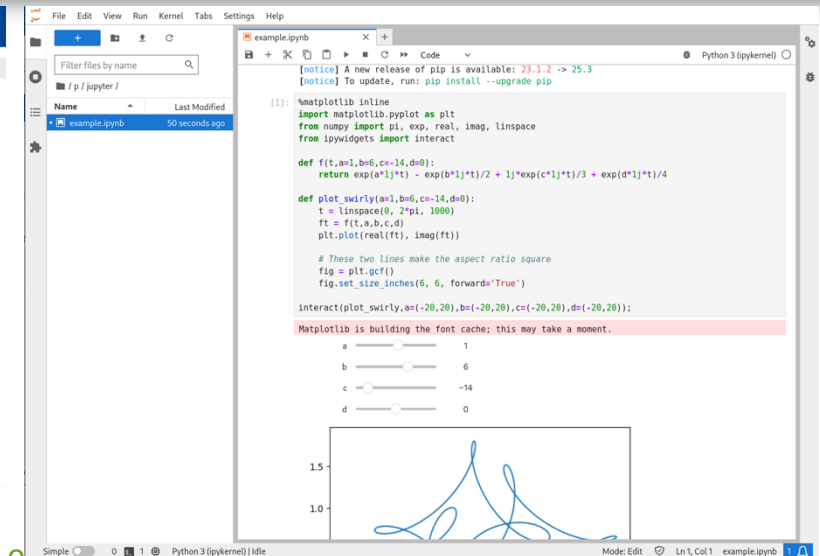 File Edit View Run Kernel Tabs Settings Help
example.ipynb
Filter files by name
/ p / jupyter /
Name Last Modified
example.ipynb 50 seconds ago
Code
Python 3 (ipykernel)
[notice] A new release of pip is available: 23.1.2 -> 25.3
[notice] To update, run: pip install --upgrade pip
[1]:
%matplotlib inline
import matplotlib.pyplot as plt
from numpy import pi, exp, real, imag, linspace
from ipywidgets import interact
def f(t,a=1,b=6,c=-14,d=0):
    return exp(a*1j*t) - exp(b*1j*t)/2 + 1j*exp(c*1j*t)/3 + exp(d*1j*t)/4
def plot_swirly(a=1,b=6,c=-14,d=0):
    t = linspace(0, 2*pi, 1000)
    ft = f(t,a,b,c,d)
    plt.plot(real(ft), imag(ft))
    # These two lines make the aspect ratio square
    fig = plt.gcf()
    fig.set_size_inches(6, 6, forward='True')
interact(plot_swirly,a=(-20,20),b=(-20,20),c=(-20,20),d=(-20,20));
Matplotlib is building the font cache; this may take a moment.
a 1
b 6
c −14
d 0
1.5
1.0
Simple 0 1 Python 3 (ipykernel) | Idle Mode: Edit Ln 1, Col 1 example.ipynb 1